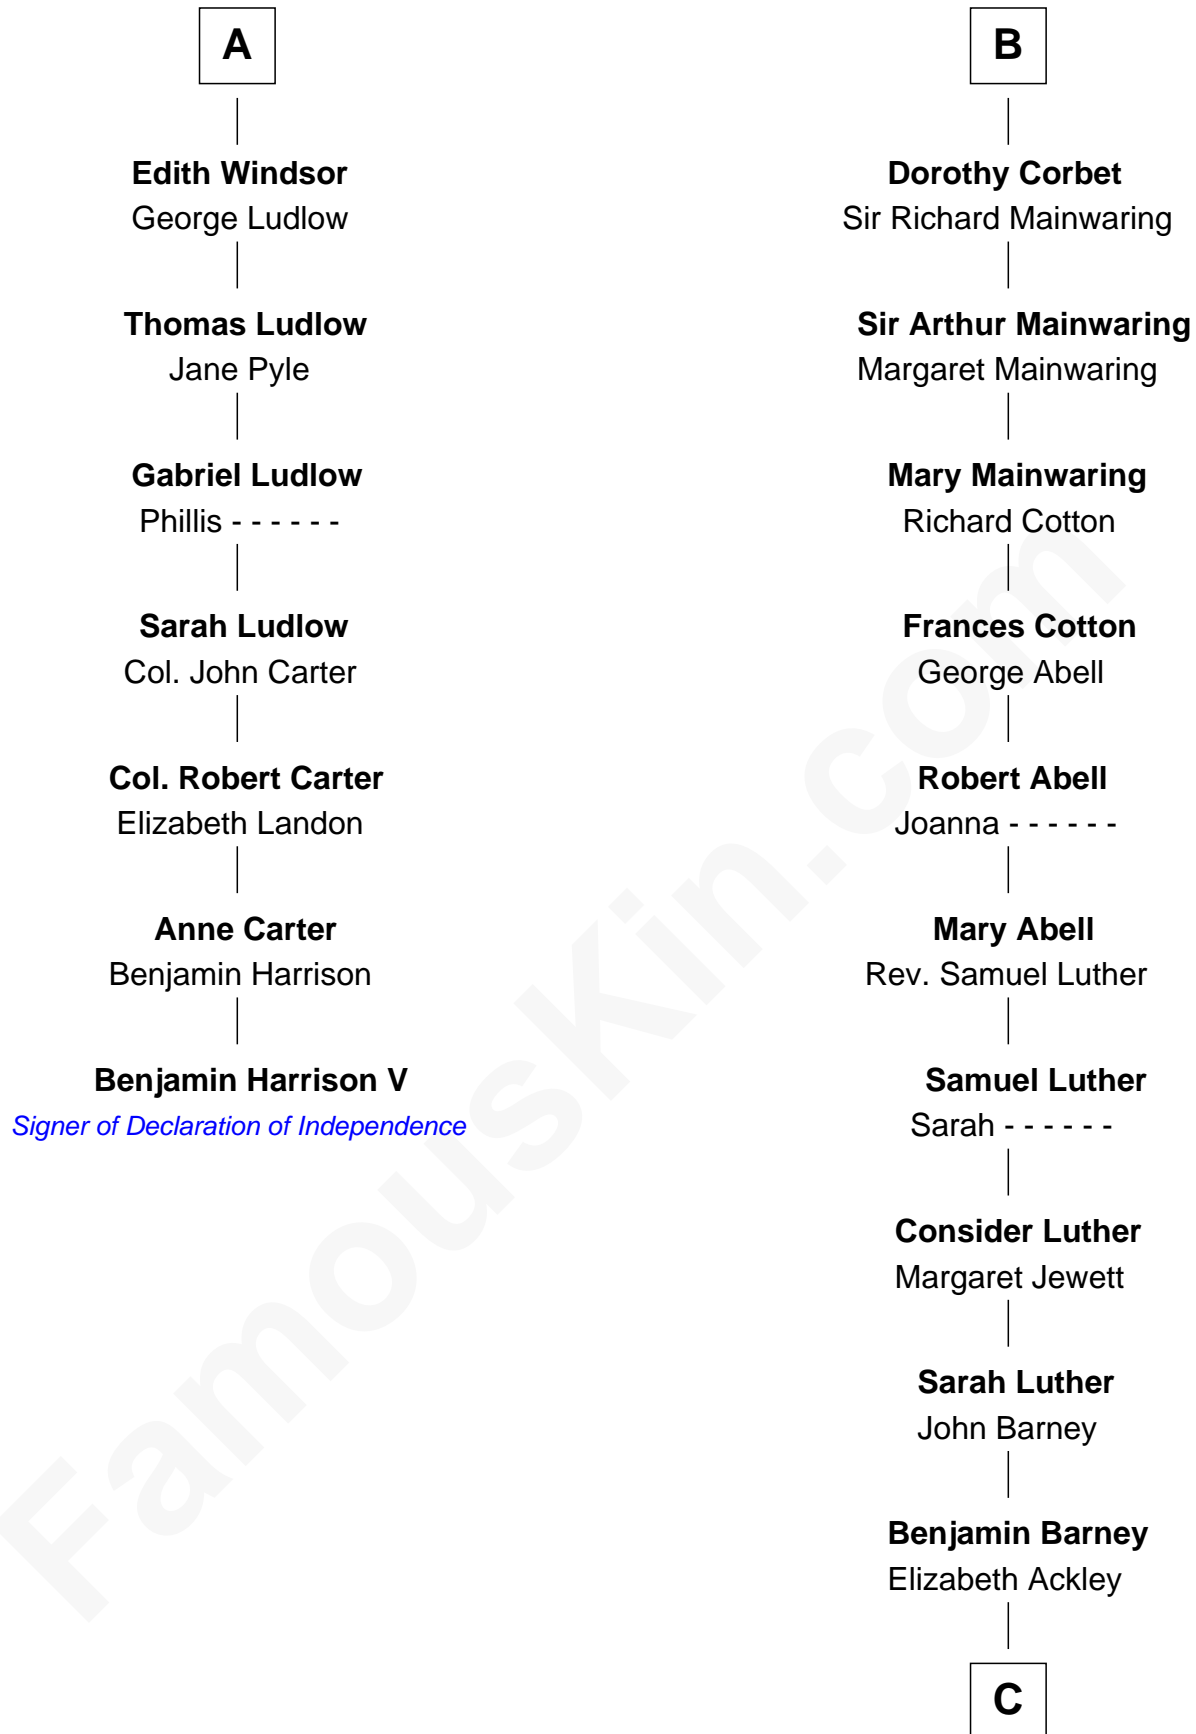 A
Edith Windsor
George Ludlow
Thomas Ludlow
Jane Pyle
Gabriel Ludlow
Phillis - - - - - -
Sarah Ludlow
Col. John Carter
Col. Robert Carter
Elizabeth Landon
Anne Carter
Benjamin Harrison
Benjamin Harrison V
Signer of Declaration of Independence
B
Dorothy Corbet
Sir Richard Mainwaring
Sir Arthur Mainwaring
Margaret Mainwaring
Mary Mainwaring
Richard Cotton
Frances Cotton
George Abell
Robert Abell
Joanna - - - - - -
Mary Abell
Rev. Samuel Luther
Samuel Luther
Sarah - - - - - -
Consider Luther
Margaret Jewett
Sarah Luther
John Barney
Benjamin Barney
Elizabeth Ackley
C
FamousKin.com